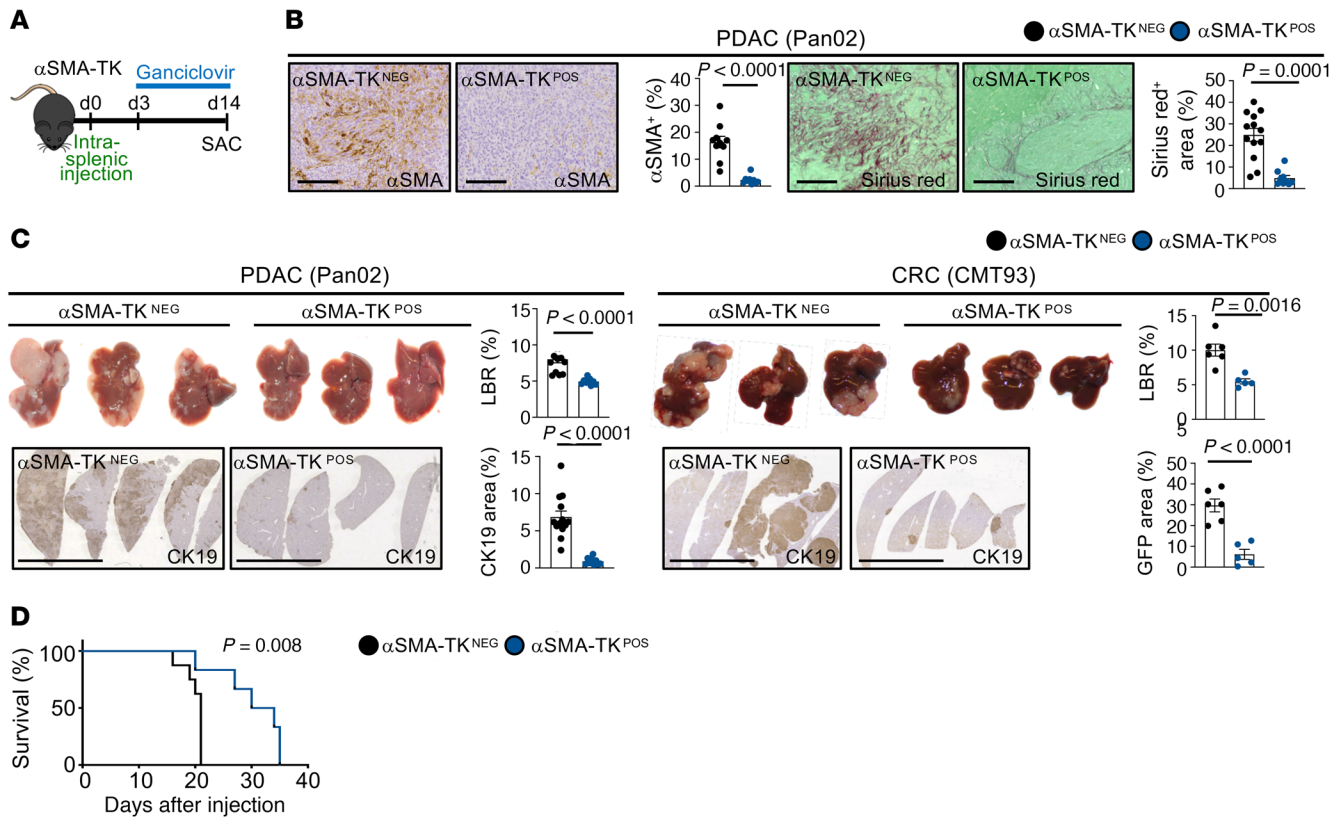 A
αSMA-TK
Ganciclovir
d0 d3 d14
Intra-
splenic
injection
SAC
B
αSMA-TK NEG αSMA-TK POS
PDAC (Pan02)
αSMA-TK NEG
αSMA
αSMA-TK POS
αSMA
P < 0.0001
αSMA+ (%)
40
30
20
10
0
αSMA-TK NEG
Sirius red
αSMA-TK POS
Sirius red
P = 0.0001
Sirius red+
area (%)
50
40
30
20
10
0
C
αSMA-TK NEG αSMA-TK POS
PDAC (Pan02)
αSMA-TK NEG αSMA-TK POS
P < 0.0001
LBR (%)
15
10
5
0
αSMA-TK NEG
CK19
αSMA-TK POS
CK19
P < 0.0001
CK19 area (%)
15
10
5
0
CRC (CMT93)
αSMA-TK NEG αSMA-TK POS
P = 0.0016
LBR (%)
15
10
5
0
5
αSMA-TK NEG
CK19
αSMA-TK POS
CK19
P < 0.0001
GFP area (%)
50
40
30
20
10
0
D
αSMA-TK NEG αSMA-TK POS
P = 0.008
Survival (%)
100
50
0
0 10 20 30 40
Days after injection